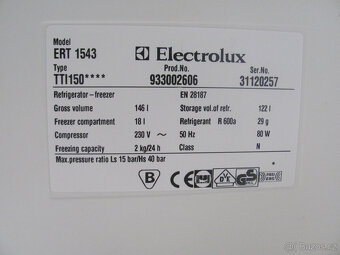 Model
ERT 1543
Electrolux
Type Prod.No. Ser.No.
TTI150**** 933002606 31120257
Refrigerator-freezer EN 28187
Gross volume 146 l Storage vol.of refr. 122 l
Freezer compartment 18 l Refrigerant R 600a 29 g
Compressor 230 V ~ 50 Hz 80 W
Freezing capacity 2 kg/24 h Class N
Max.pressure ratio Ls 15 bar/Hs 40 bar
B VDE GS